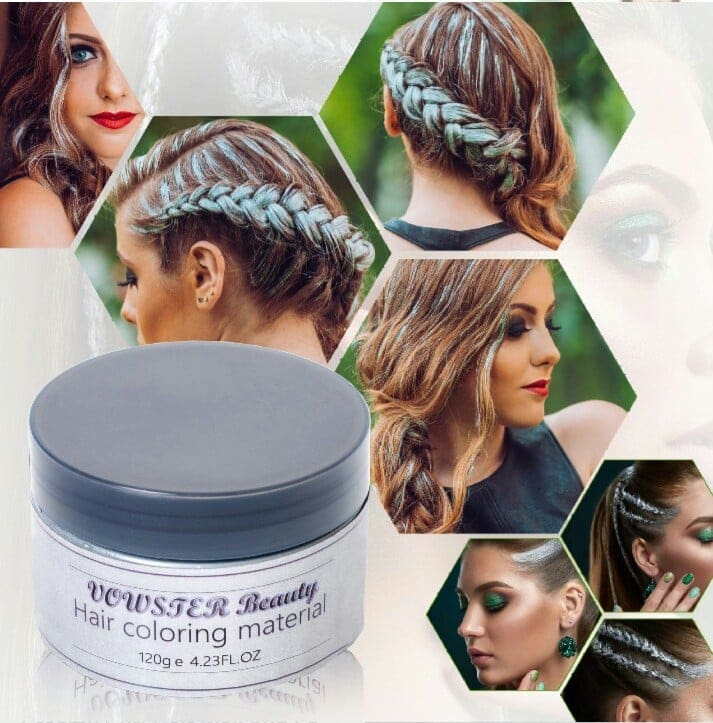 VOWSTER Beauty
Hair coloring material
120g e 4.23FL.OZ